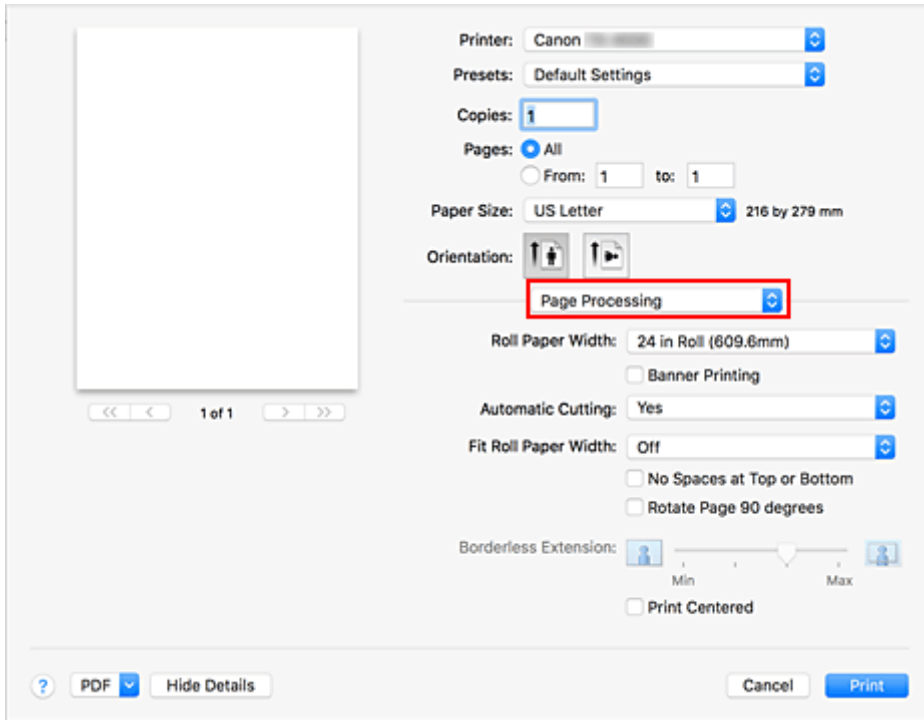 Printer: Canon
Presets: Default Settings
Copies: 1
Pages: All
From: 1 to: 1
Paper Size: US Letter 216 by 279 mm
Orientation:
Page Processing
Roll Paper Width: 24 in Roll (609.6mm)
Banner Printing
<< < 1 of 1 > >>
Automatic Cutting: Yes
Fit Roll Paper Width: Off
No Spaces at Top or Bottom
Rotate Page 90 degrees
Borderless Extension:
Min Max
Print Centered
? PDF Hide Details Cancel Print